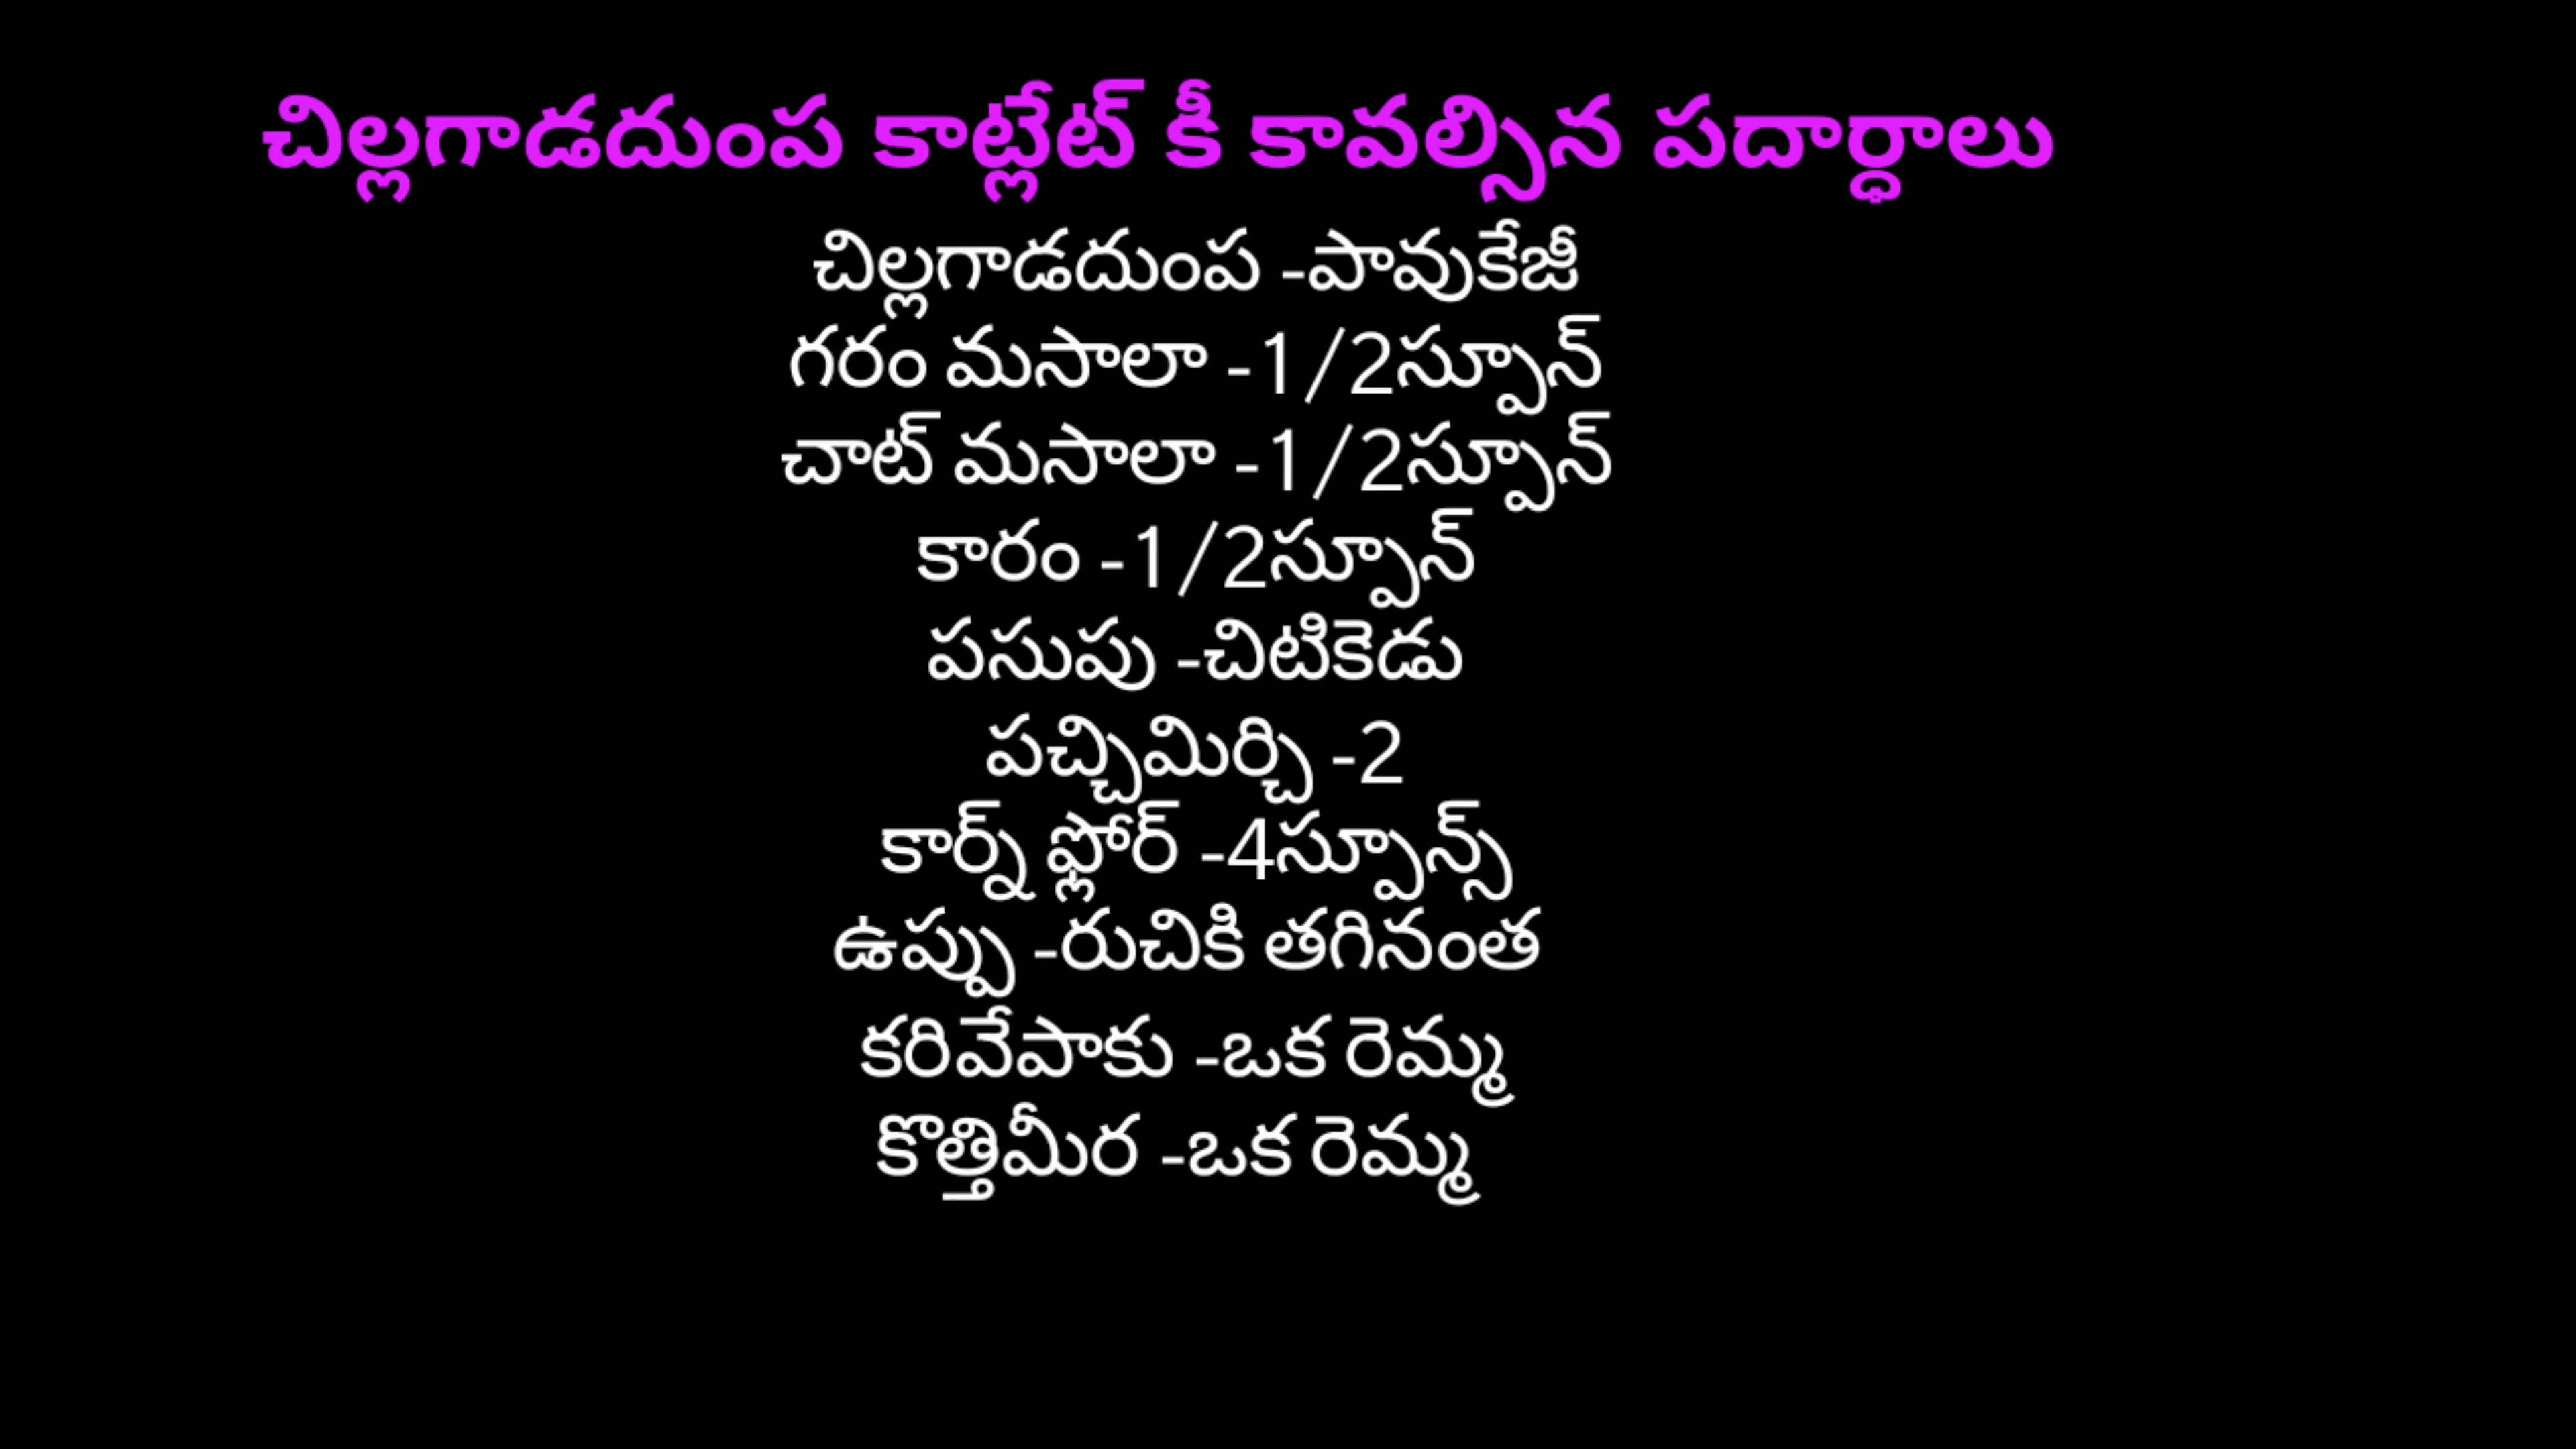 చిల్లగాడదుంప కాట్లేట్ కీ కావల్సిన పదార్ధాలు
చిల్లగాడదుంప -పావుకేజీ
గరం మసాలా -1/2స్పూన్
చాట్ మసాలా -1/2స్పూన్
కారం -1/2స్పూన్
పసుపు -చిటికెడు
పచ్చిమిర్చి -2
కార్న్ ఫ్లోర్ -4స్పూన్స్
ఉప్పు -రుచికి తగినంత
కరివేపాకు -ఒక రెమ్మ
కొత్తిమీర -ఒక రెమ్మ